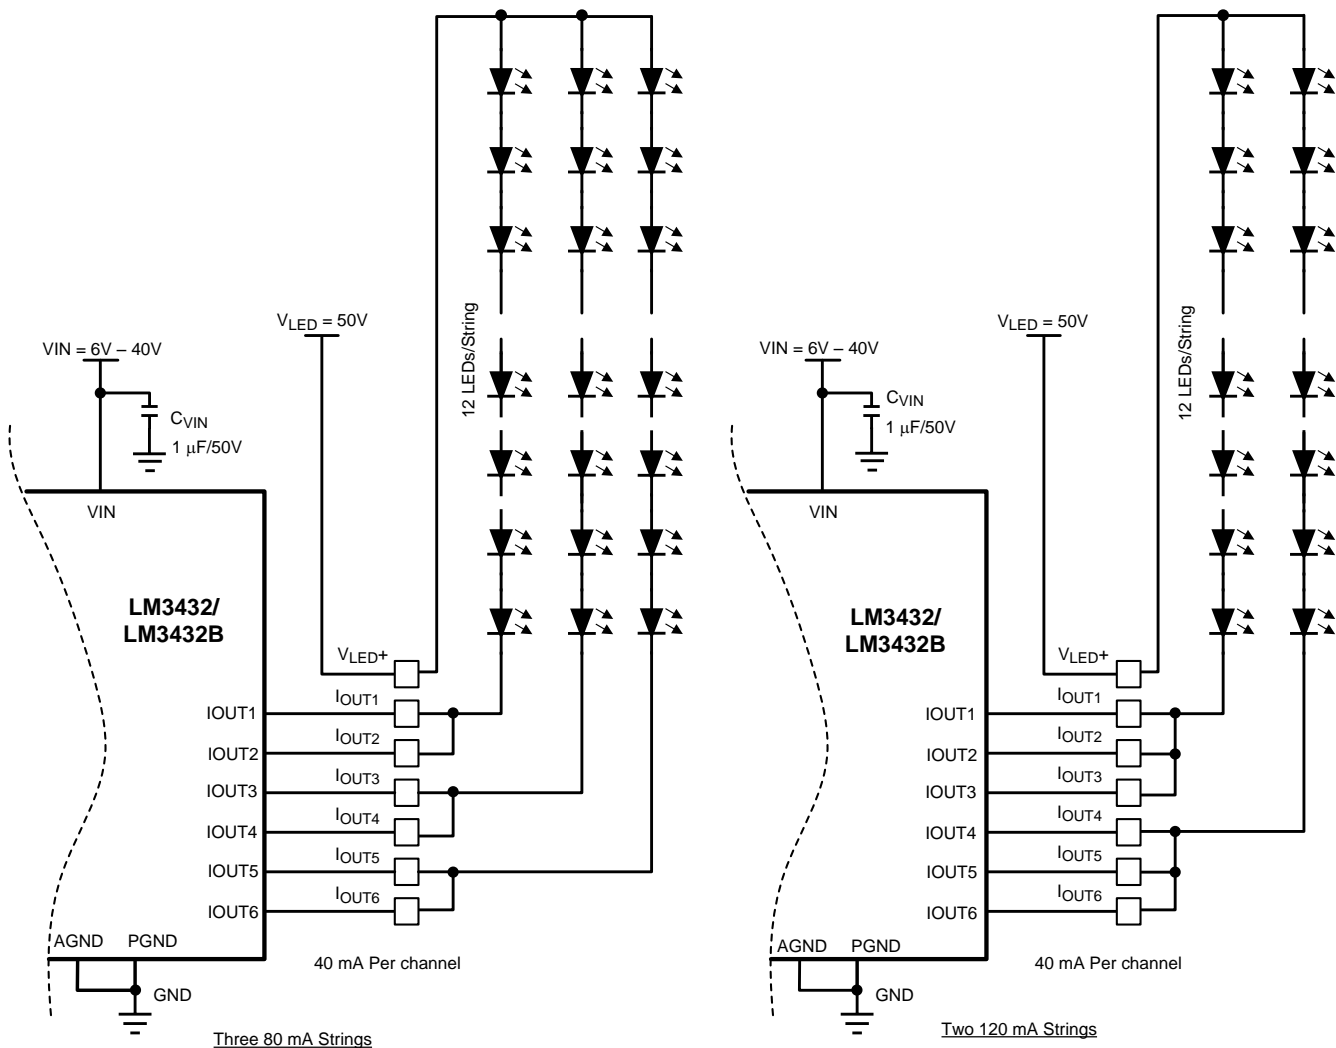 VLED = 50V
VIN = 6V – 40V
12 LEDs/String
CVIN
1 μF/50V
VIN
LM3432/
LM3432B
VLED+
IOUT1
IOUT1
IOUT2
IOUT2
IOUT3
IOUT3
IOUT4
IOUT4
IOUT5
IOUT5
IOUT6
IOUT6
AGND PGND
40 mA Per channel
GND
Three 80 mA Strings
VLED = 50V
VIN = 6V – 40V
12 LEDs/String
CVIN
1 μF/50V
VIN
LM3432/
LM3432B
VLED+
IOUT1
IOUT1
IOUT2
IOUT2
IOUT3
IOUT3
IOUT4
IOUT4
IOUT5
IOUT5
IOUT6
IOUT6
AGND PGND
40 mA Per channel
GND
Two 120 mA Strings